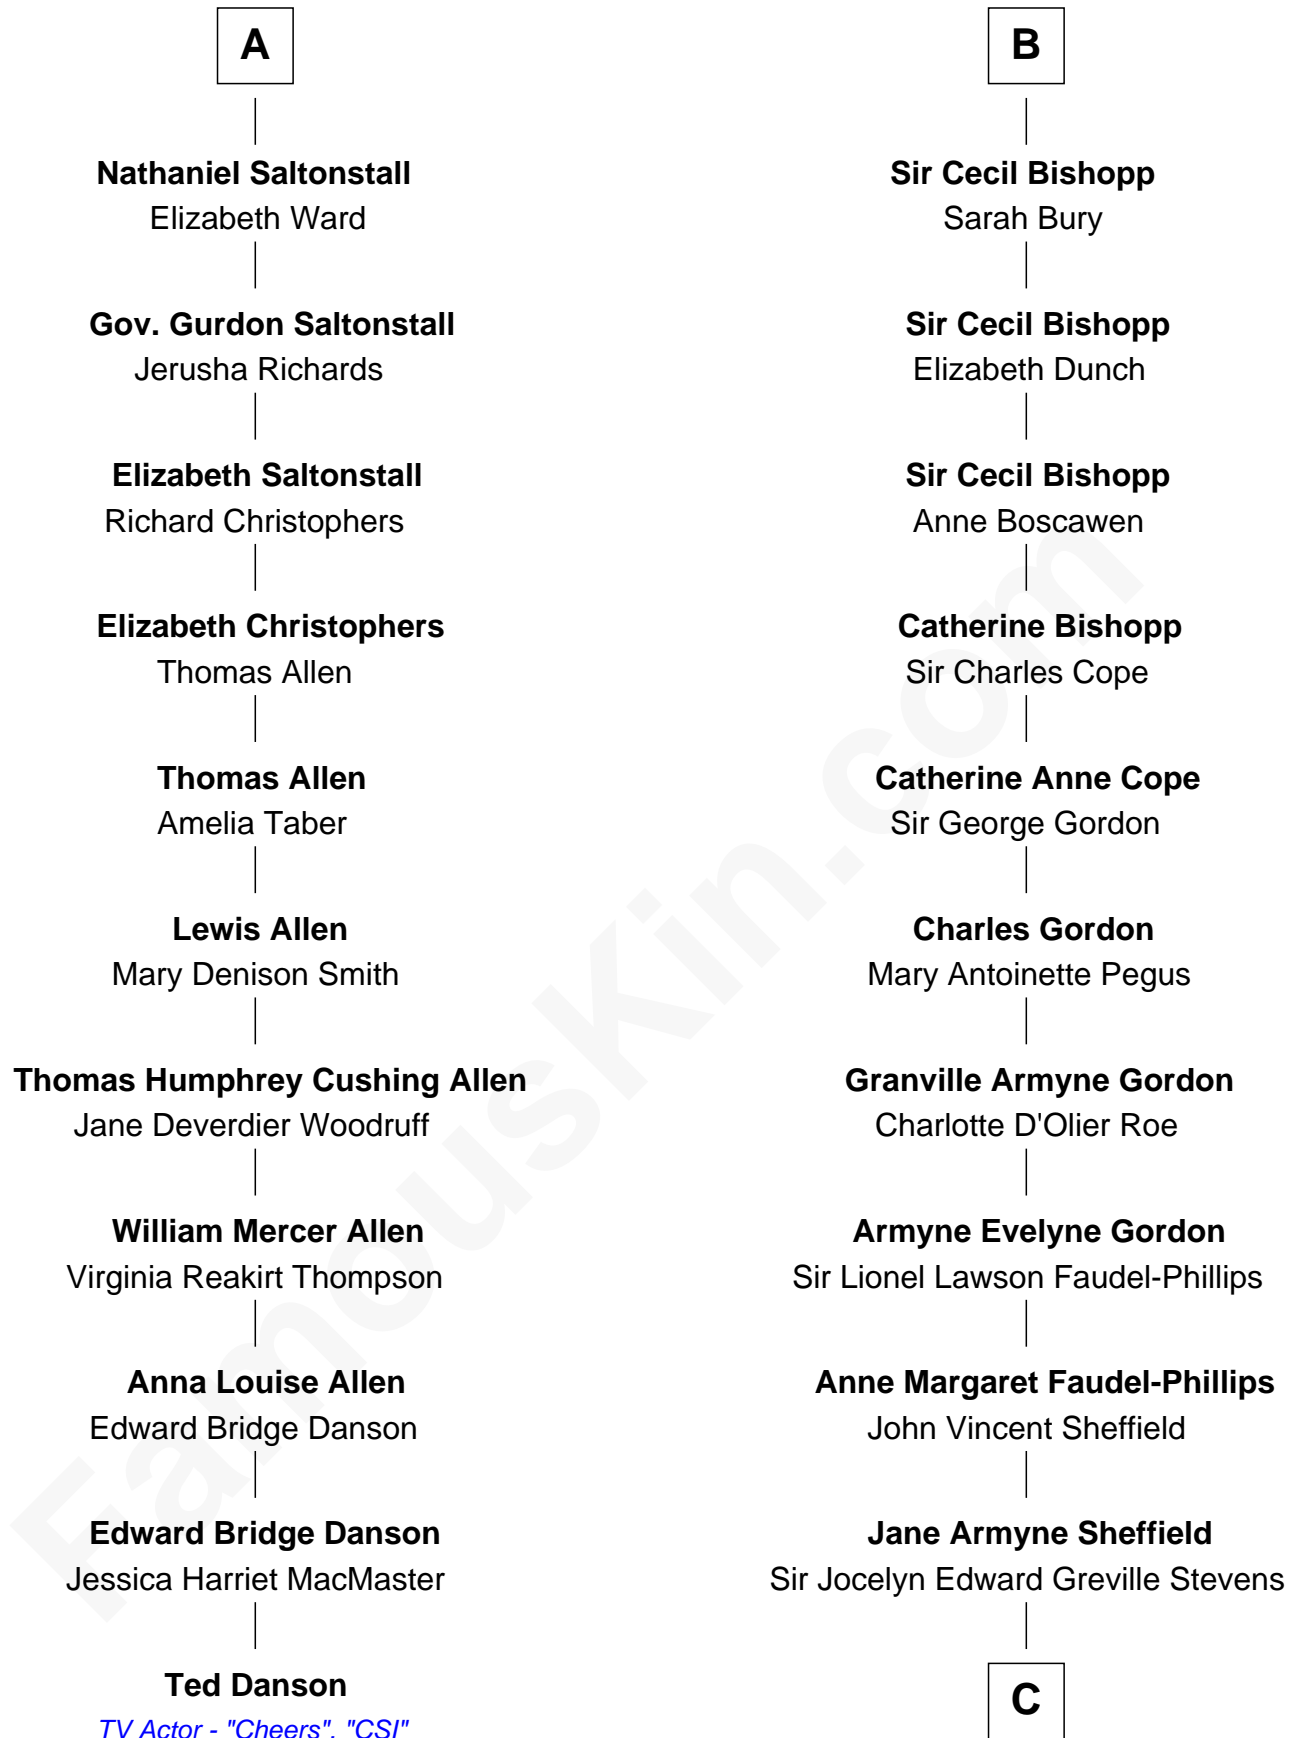 A
Nathaniel Saltonstall
Elizabeth Ward
Gov. Gurdon Saltonstall
Jerusha Richards
Elizabeth Saltonstall
Richard Christophers
Elizabeth Christophers
Thomas Allen
Thomas Allen
Amelia Taber
Lewis Allen
Mary Denison Smith
Thomas Humphrey Cushing Allen
Jane Deverdier Woodruff
William Mercer Allen
Virginia Reakirt Thompson
Anna Louise Allen
Edward Bridge Danson
Edward Bridge Danson
Jessica Harriet MacMaster
Ted Danson
TV Actor - "Cheers", "CSI"
B
Sir Cecil Bishopp
Sarah Bury
Sir Cecil Bishopp
Elizabeth Dunch
Sir Cecil Bishopp
Anne Boscawen
Catherine Bishopp
Sir Charles Cope
Catherine Anne Cope
Sir George Gordon
Charles Gordon
Mary Antoinette Pegus
Granville Armyne Gordon
Charlotte D'Olier Roe
Armyne Evelyne Gordon
Sir Lionel Lawson Faudel-Phillips
Anne Margaret Faudel-Phillips
John Vincent Sheffield
Jane Armyne Sheffield
Sir Jocelyn Edward Greville Stevens
C
FamousKin.com